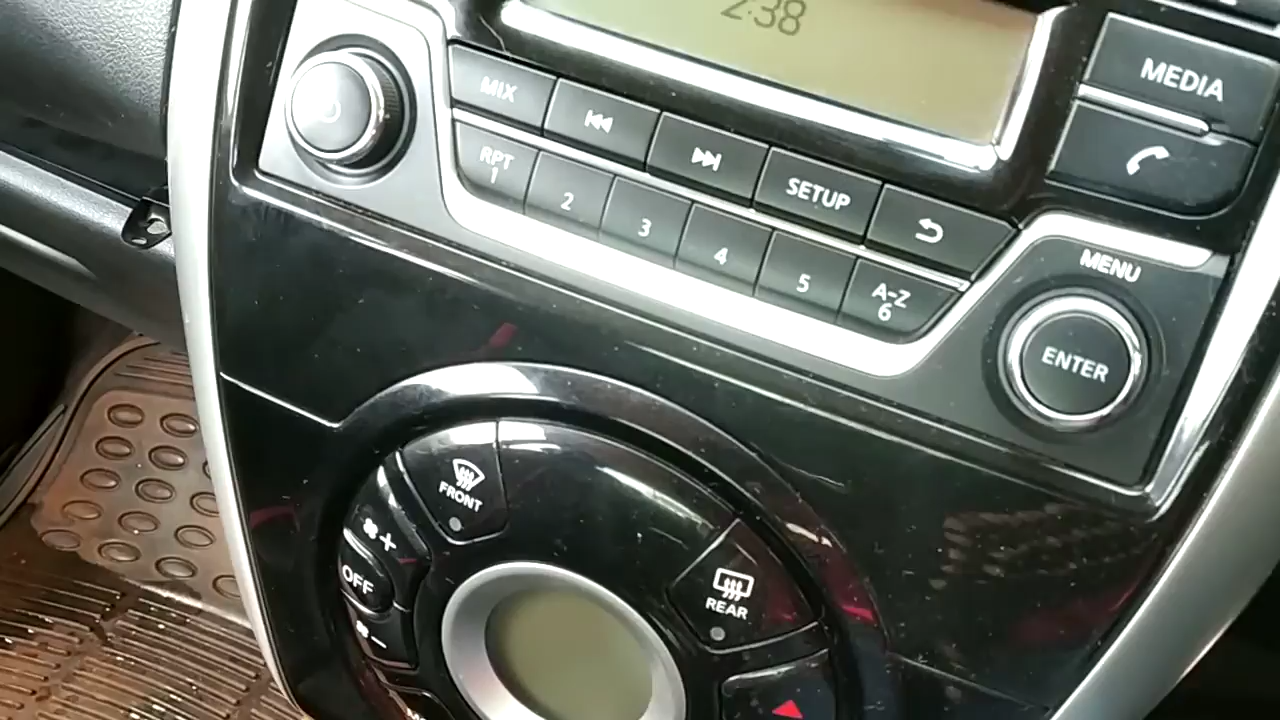 2:38
MEDIA
MIX
SETUP
RPT
1
2
3
4
5
A-Z
6
MENU
ENTER
FRONT
+
OFF
-
REAR